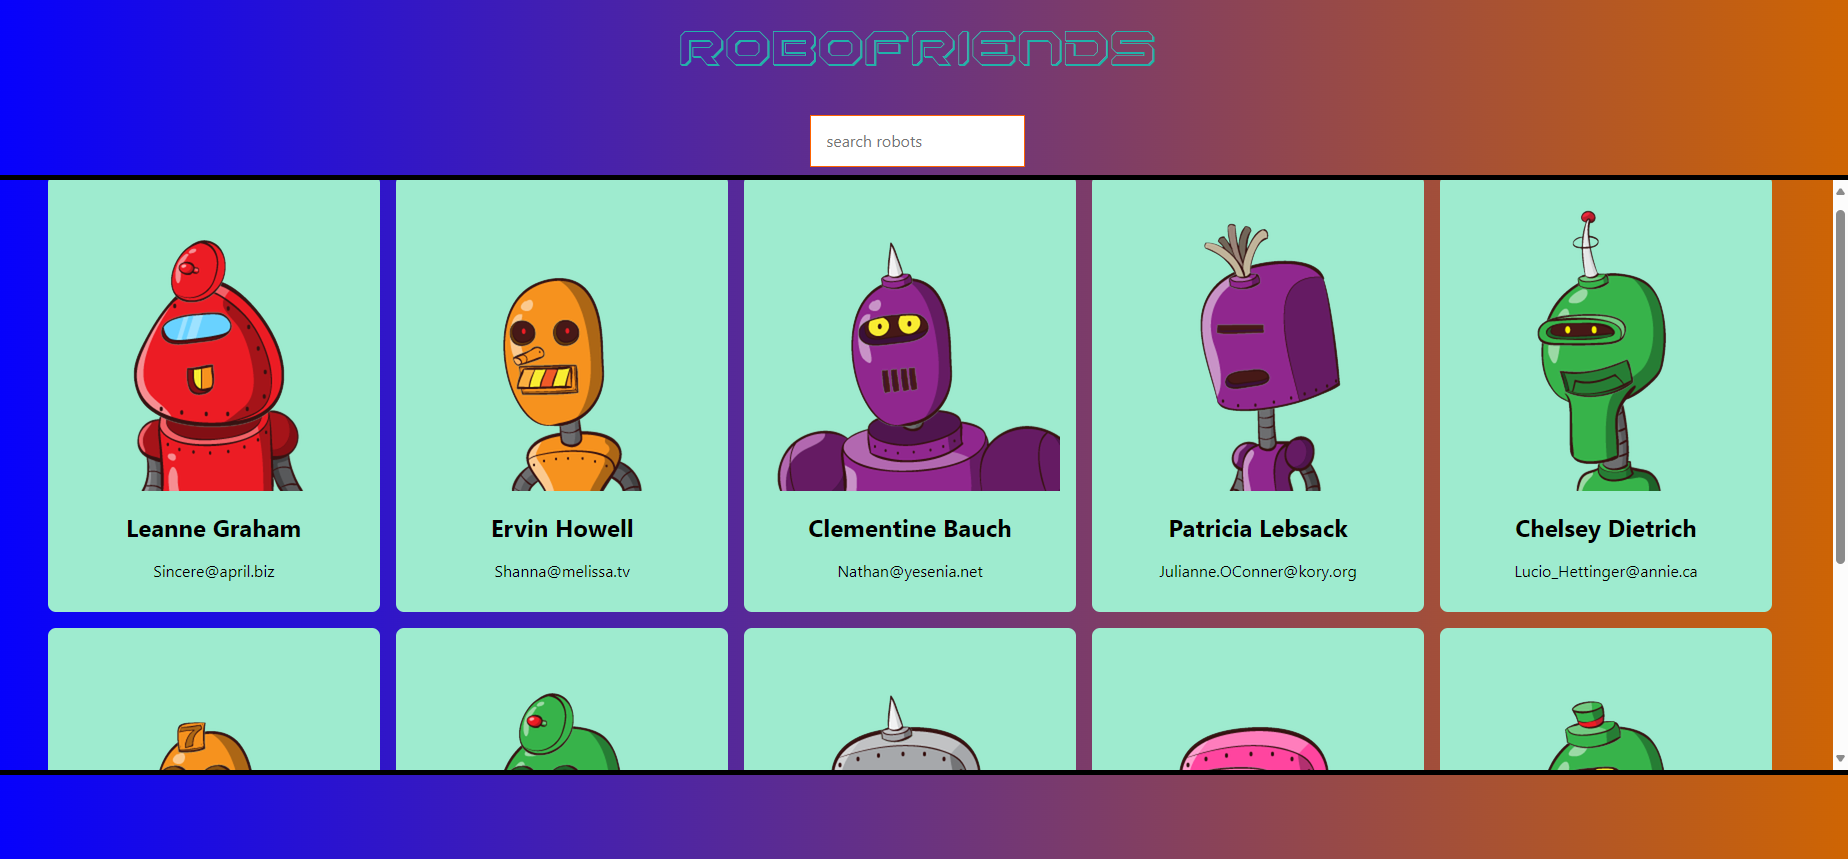 ROBOFRIENDS
search robots
Leanne Graham
Sincere@april.biz
Ervin Howell
Shanna@melissa.tv
Clementine Bauch
Nathan@yesenia.net
Patricia Lebsack
Julianne.OConner@kory.org
Chelsey Dietrich
Lucio_Hettinger@annie.ca
7